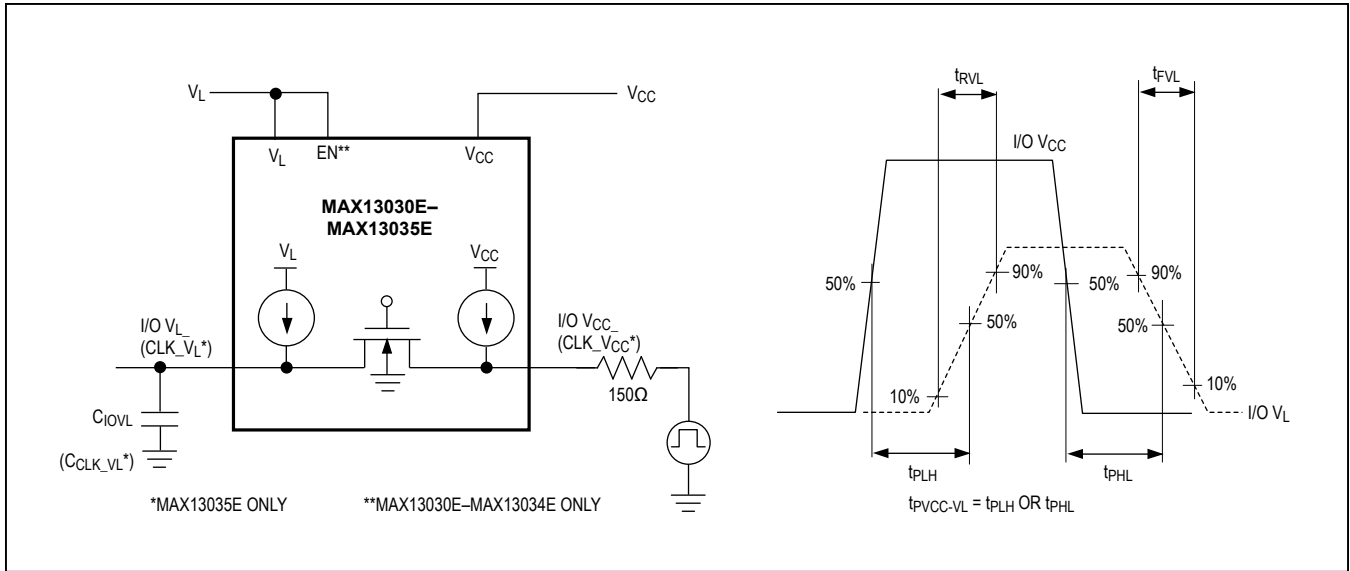 V_L
V_CC
V_L
EN**
V_CC
MAX13030E–
MAX13035E
V_L
V_CC
I/O V_L_
(CLK_V_L*)
I/O V_CC_
(CLK_V_CC*)
150Ω
C_IOVL
(C_CLK_VL*)
*MAX13035E ONLY
**MAX13030E–MAX13034E ONLY
t_RVL
t_FVL
I/O V_CC
50%
90%
50%
10%
50%
90%
50%
10%
I/O V_L
t_PLH
t_PHL
t_PVCC-VL = t_PLH OR t_PHL